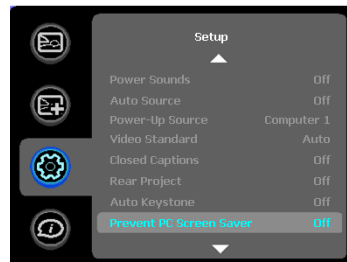 Setup
Power Sounds Off
Auto Source Off
Power-Up Source Computer 1
Video Standard Auto
Closed Captions Off
Rear Project Off
Auto Keystone Off
Prevent PC Screen Saver Off